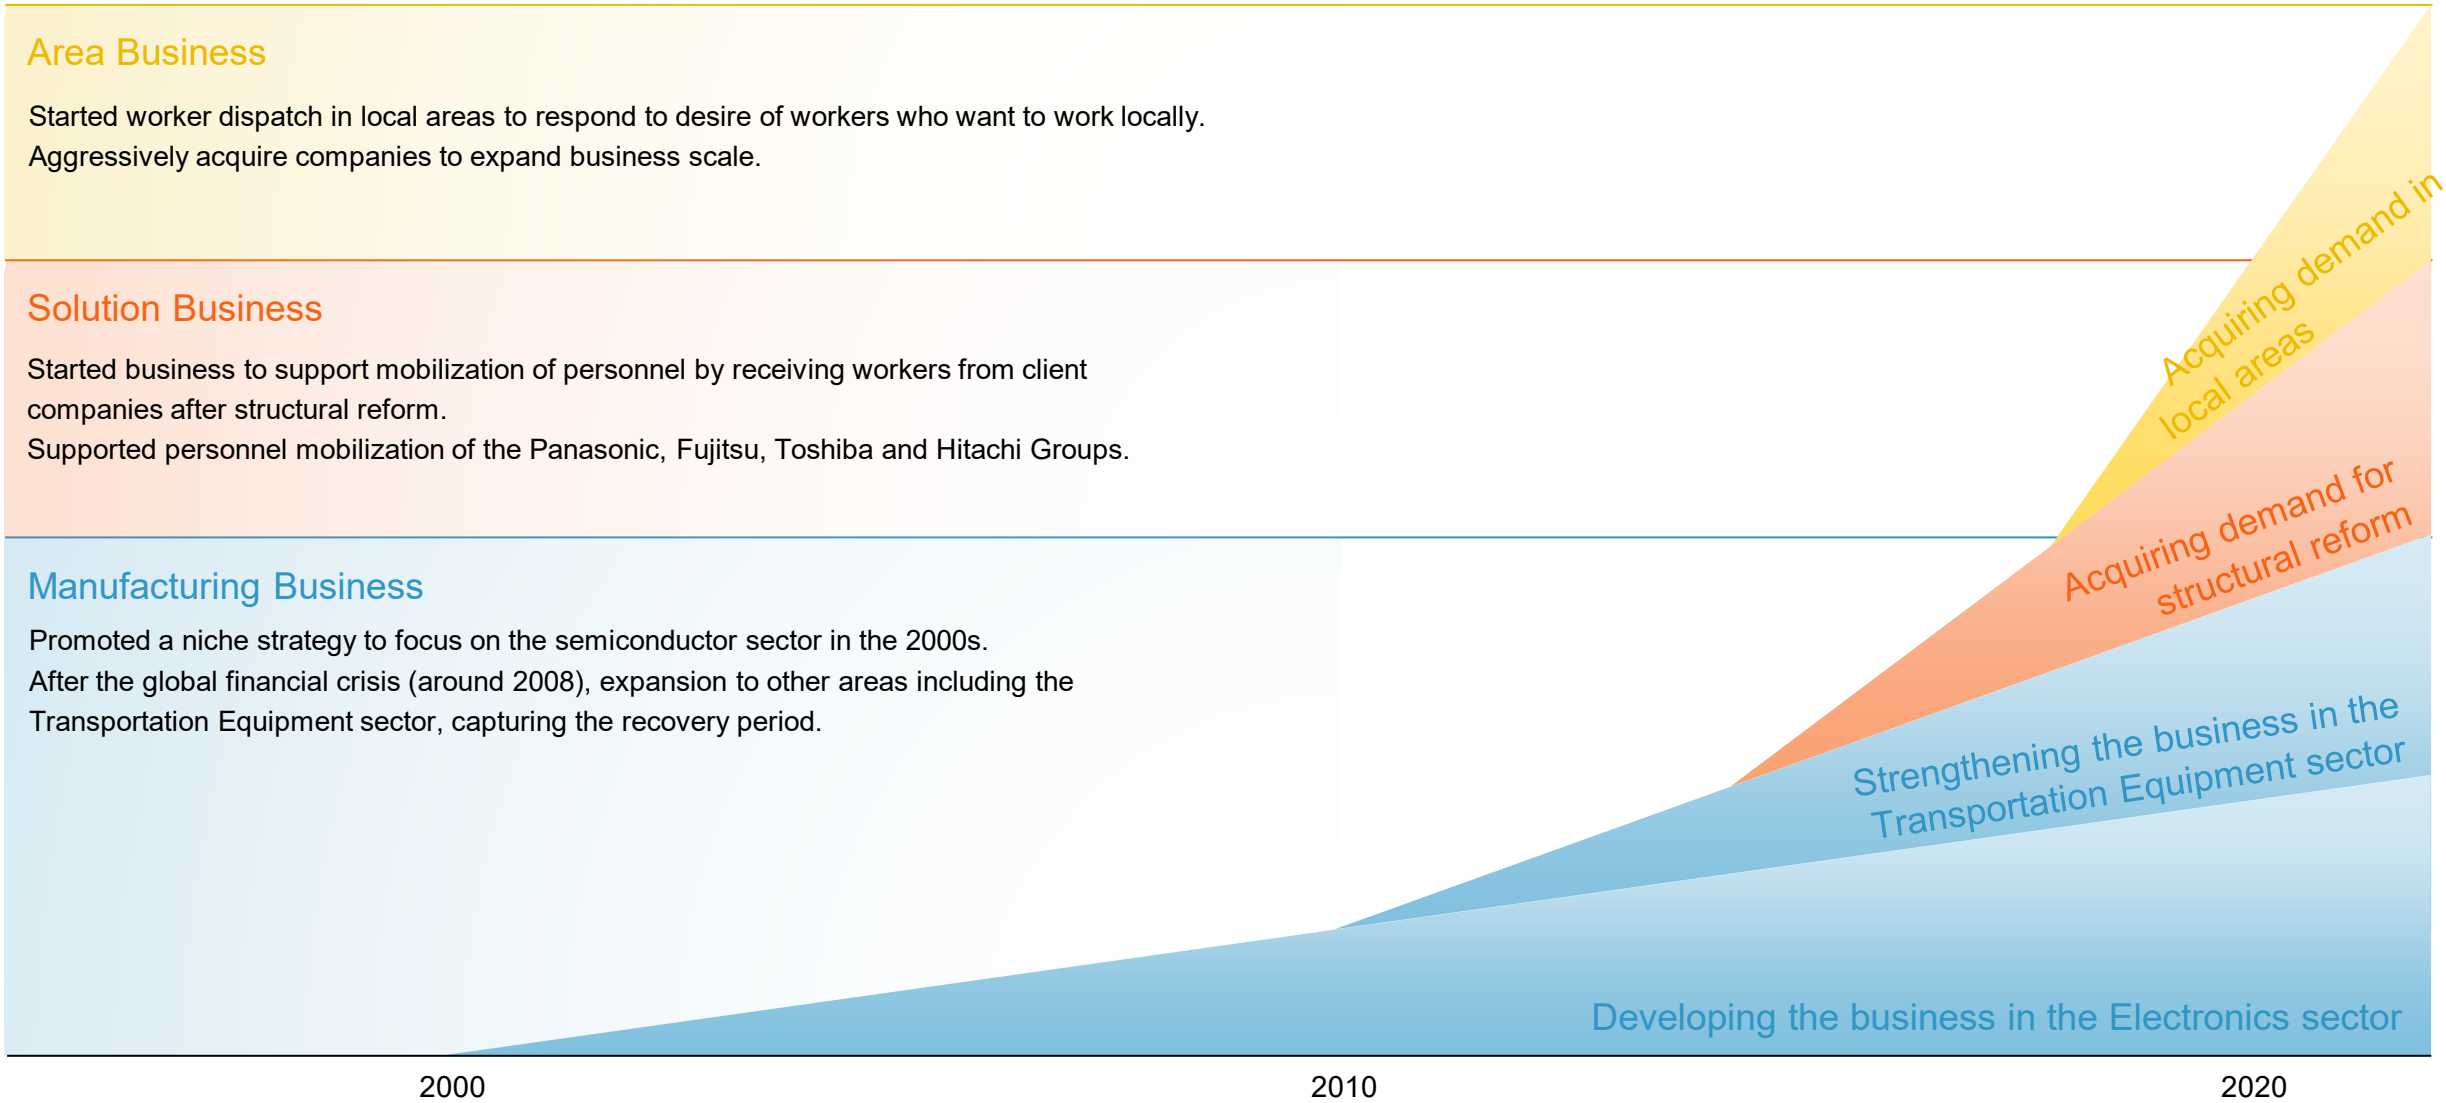 Area Business
Started worker dispatch in local areas to respond to desire of workers who want to work locally.
Aggressively acquire companies to expand business scale.
Solution Business
Started business to support mobilization of personnel by receiving workers from client
companies after structural reform.
Supported personnel mobilization of the Panasonic, Fujitsu, Toshiba and Hitachi Groups.
Manufacturing Business
Promoted a niche strategy to focus on the semiconductor sector in the 2000s.
After the global financial crisis (around 2008), expansion to other areas including the
Transportation Equipment sector, capturing the recovery period.
Acquiring demand in
local areas
Acquiring demand for
structural reform
Strengthening the business in the
Transportation Equipment sector
Developing the business in the Electronics sector
2000
2010
2020